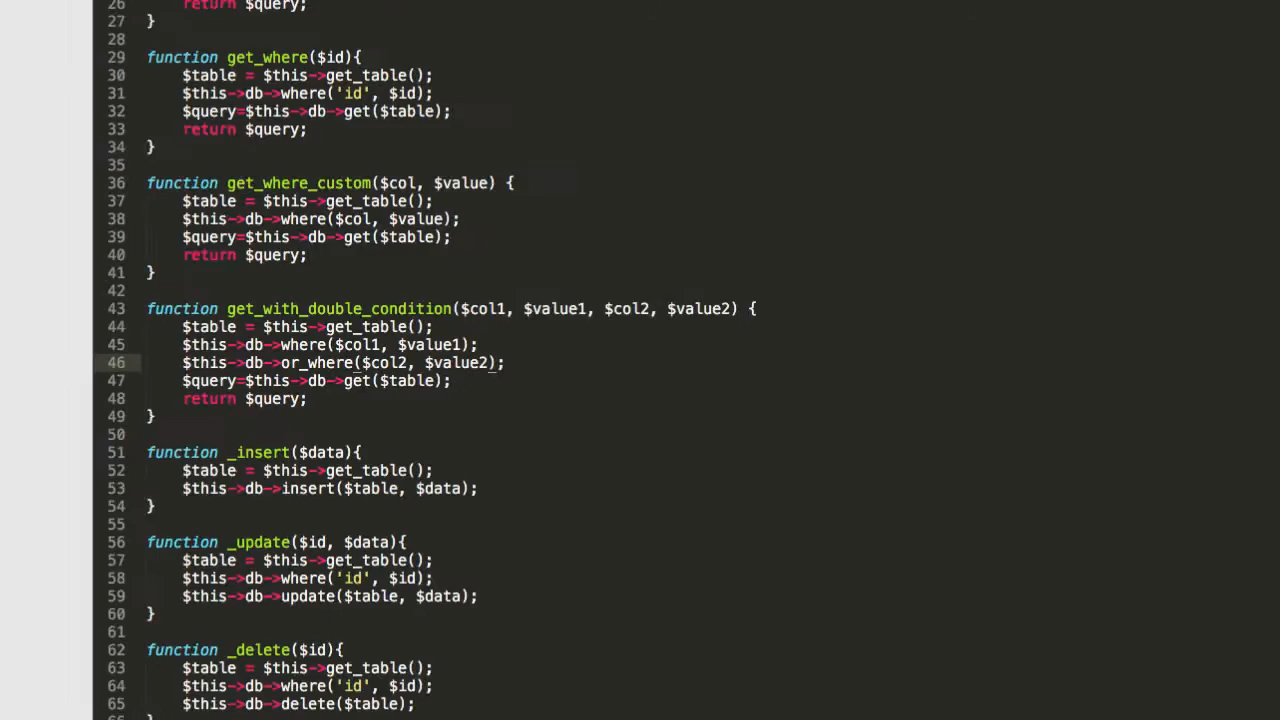 26 return $query;
27 }
28
29 function get_where($id){
30 $table = $this->get_table();
31 $this->db->where('id', $id);
32 $query=$this->db->get($table);
33 return $query;
34 }
35
36 function get_where_custom($col, $value) {
37 $table = $this->get_table();
38 $this->db->where($col, $value);
39 $query=$this->db->get($table);
40 return $query;
41 }
42
43 function get_with_double_condition($col1, $value1, $col2, $value2) {
44 $table = $this->get_table();
45 $this->db->where($col1, $value1);
46 $this->db->or_where($col2, $value2);
47 $query=$this->db->get($table);
48 return $query;
49 }
50
51 function _insert($data){
52 $table = $this->get_table();
53 $this->db->insert($table, $data);
54 }
55
56 function _update($id, $data){
57 $table = $this->get_table();
58 $this->db->where('id', $id);
59 $this->db->update($table, $data);
60 }
61
62 function _delete($id){
63 $table = $this->get_table();
64 $this->db->where('id', $id);
65 $this->db->delete($table);